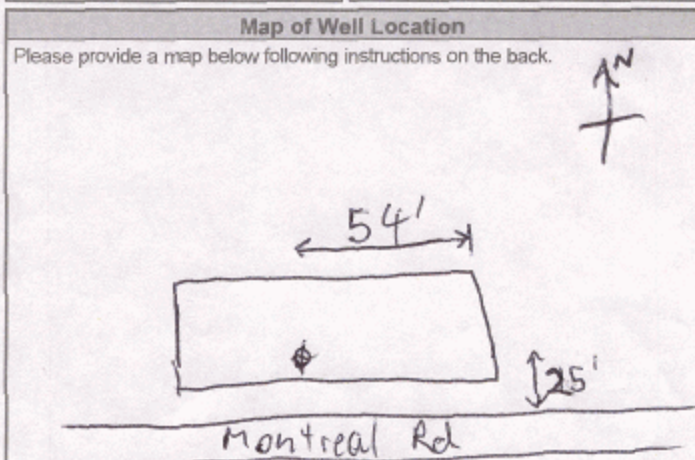 Map of Well Location
Please provide a map below following instructions on the back.
N
54'
25'
Montreal Rd